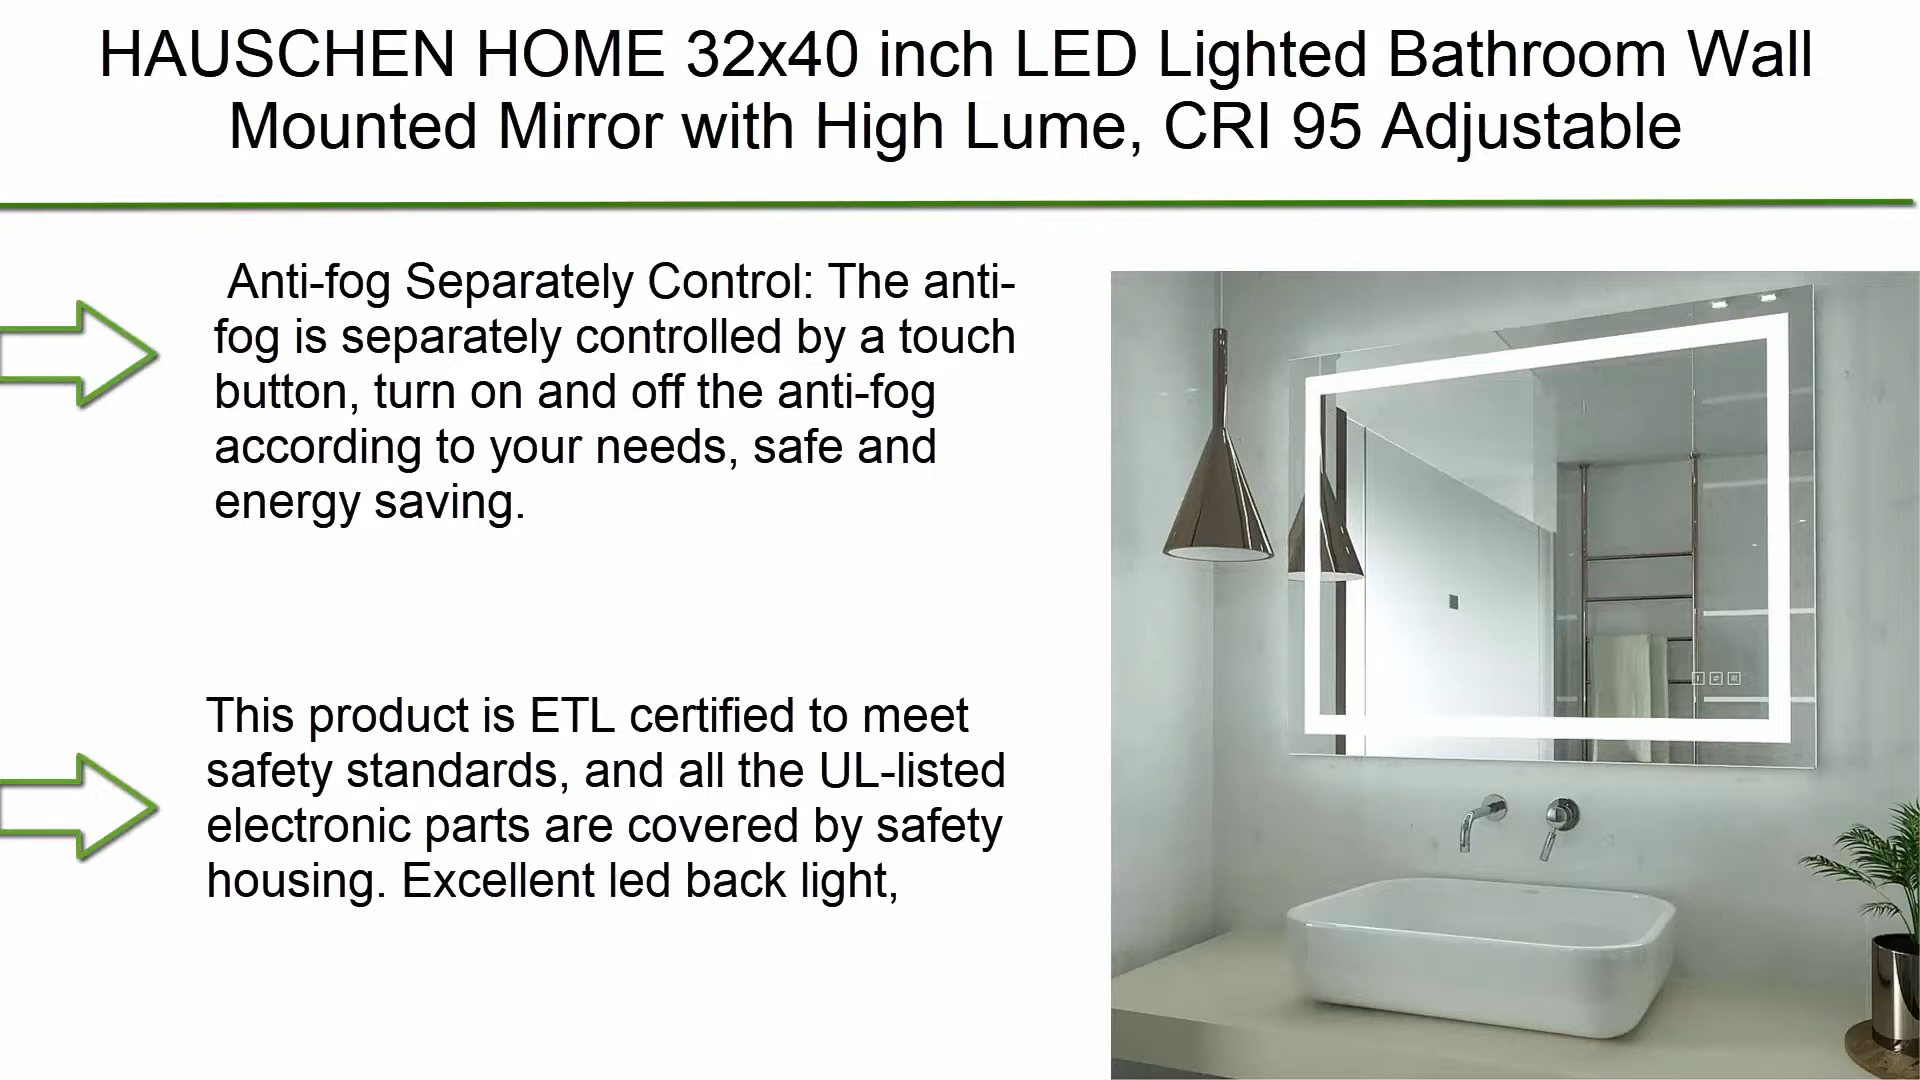 HAUSCHEN HOME 32x40 inch LED Lighted Bathroom Wall
Mounted Mirror with High Lume, CRI 95 Adjustable
Anti-fog Separately Control: The anti-
fog is separately controlled by a touch
button, turn on and off the anti-fog
according to your needs, safe and
energy saving.
This product is ETL certified to meet
safety standards, and all the UL-listed
electronic parts are covered by safety
housing. Excellent led back light,